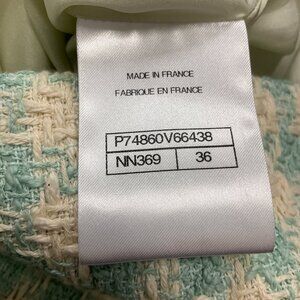 MADE IN FRANCE
FABRIQUE EN FRANCE
P74860V66438
NN369 36